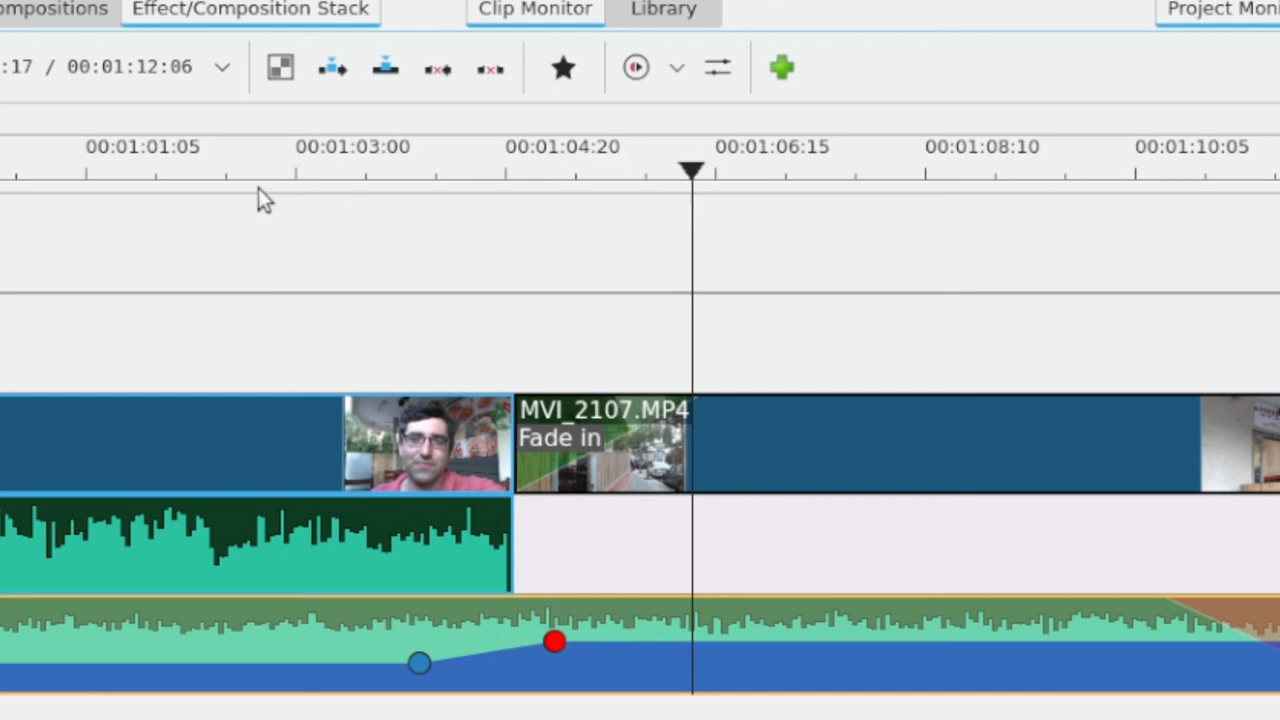 ompositions Effect/Composition Stack Clip Monitor Library Project Moni
:17 / 00:01:12:06
00:01:01:05 00:01:03:00 00:01:04:20 00:01:06:15 00:01:08:10 00:01:10:05
MVI_2107.MP4
Fade in